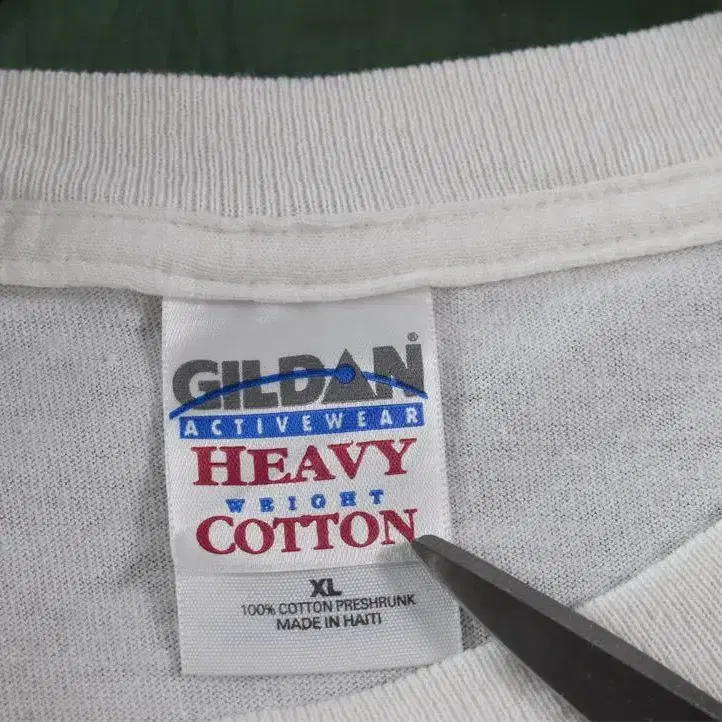 GILDAN®
ACTIVEWEAR
HEAVY
WEIGHT
COTTON
XL
100% COTTON PRESHRUNK
MADE IN HAITI